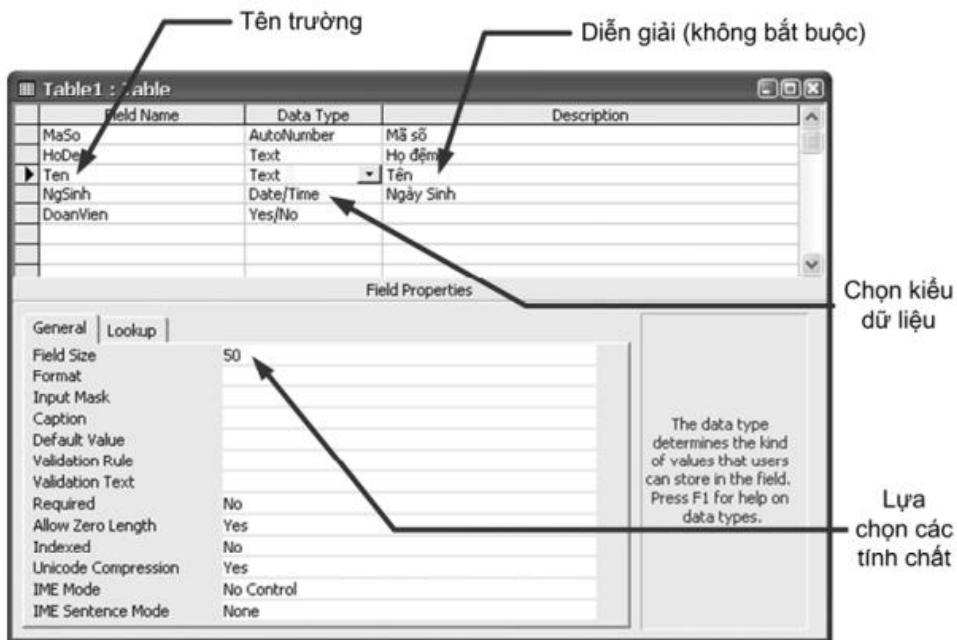 Tên trường
Diễn giải (không bắt buộc)
Table1 : Table
Field Name Data Type Description
MaSo AutoNumber Mã số
HoDe Text Họ đệm
Ten Text Tên
NgSinh Date/Time Ngày Sinh
DoanVien Yes/No
Field Properties
Chọn kiểu
dữ liệu
General Lookup
Field Size 50
Format
Input Mask
Caption
Default Value
Validation Rule
Validation Text
Required No
Allow Zero Length Yes
Indexed No
Unicode Compression Yes
IME Mode No Control
IME Sentence Mode None
The data type
determines the kind
of values that users
can store in the field.
Press F1 for help on
data types.
Lựa
chọn các
tính chất